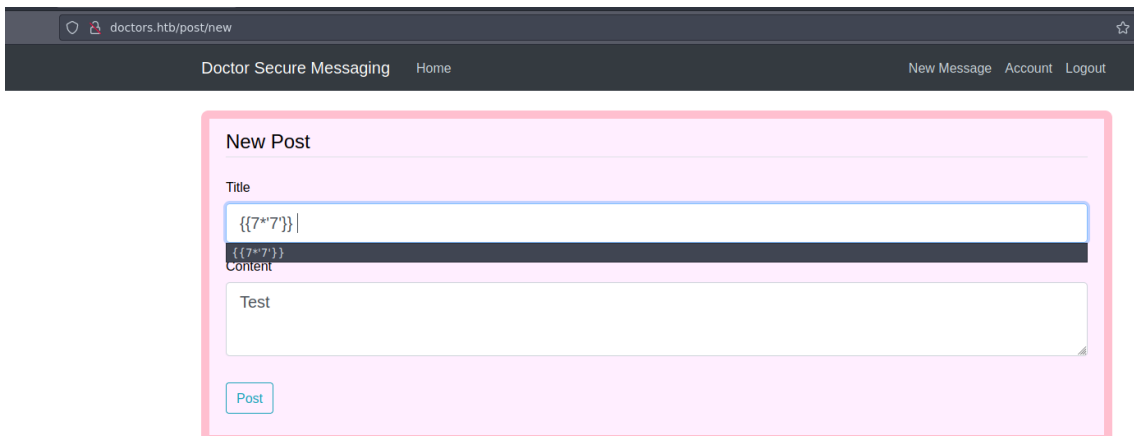 doctors.htb/post/new
Doctor Secure Messaging Home New Message Account Logout
New Post
Title
{{7*'7'}}
{{7*'7'}}
Content
Test
Post